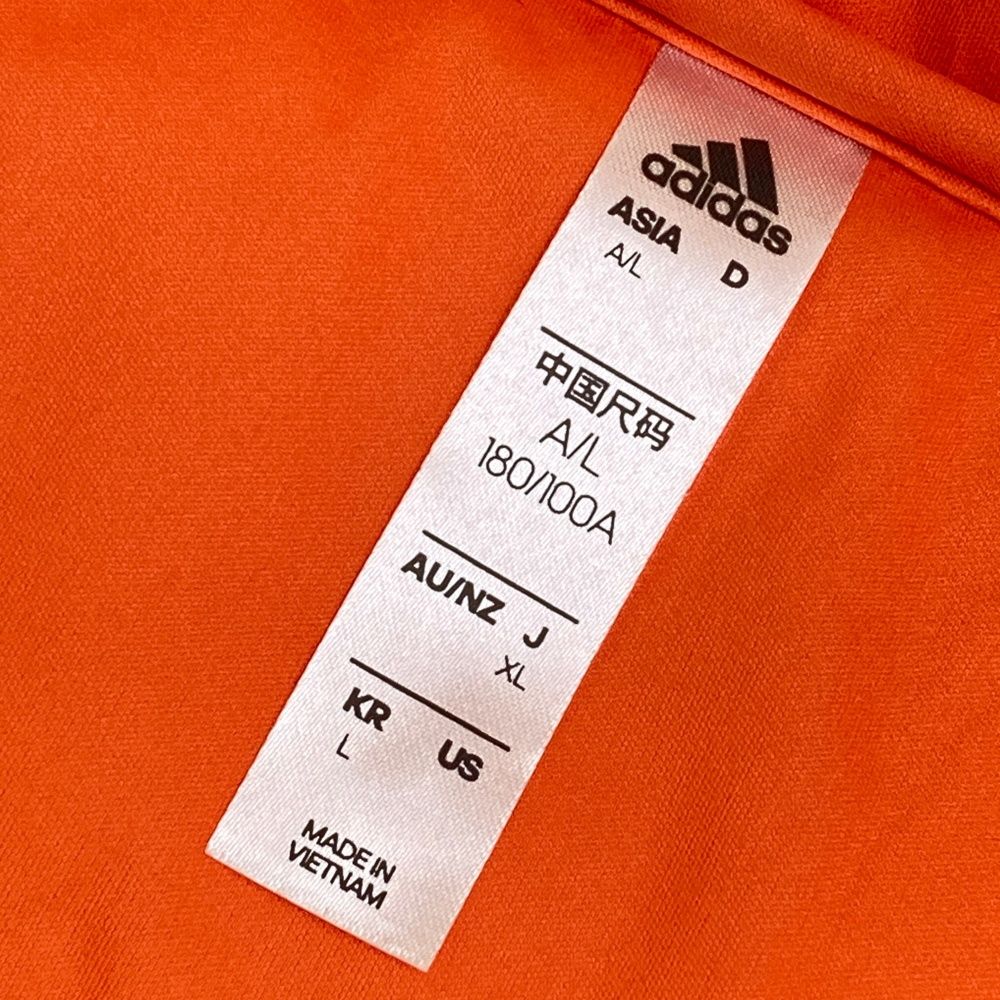 adidas
ASIA D
A/L
中国尺码
A/L
180/100A
AU/NZ J
XL
KR US
L
MADE IN
VIETNAM